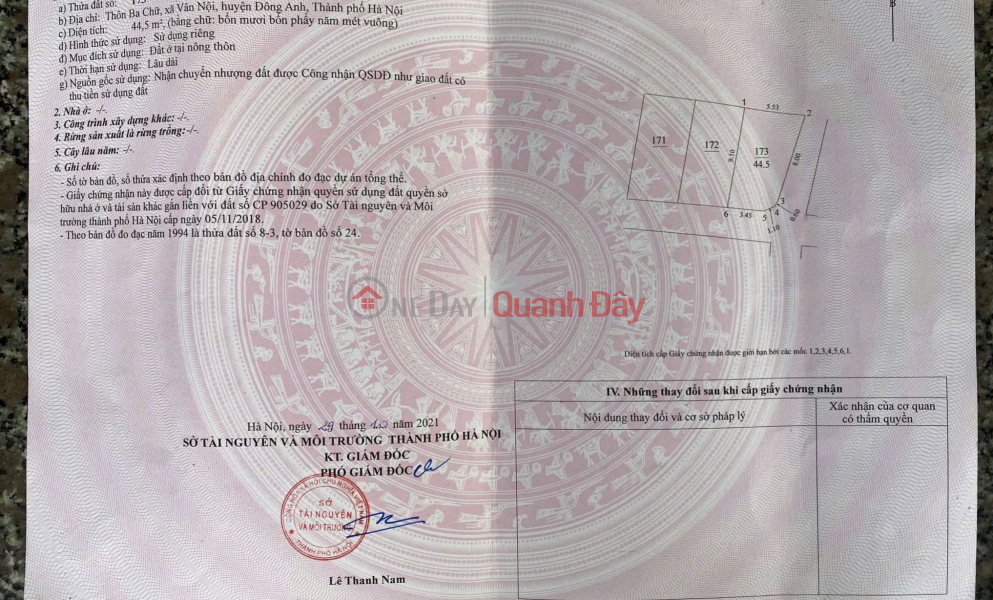 a) Thửa đất số: 173
b) Địa chỉ: Thôn Ba Chữ, xã Vân Nội, huyện Đông Anh, Thành phố Hà Nội
c) Diện tích: 44,5 m², (bằng chữ: bốn mươi bốn phẩy năm mét vuông)
d) Hình thức sử dụng: Sử dụng riêng
đ) Mục đích sử dụng: Đất ở tại nông thôn
e) Thời hạn sử dụng: Lâu dài
g) Nguồn gốc sử dụng: Nhận chuyển nhượng đất được Công nhận QSDĐ như giao đất có
thu tiền sử dụng đất
2. Nhà ở: -/-.
3. Công trình xây dựng khác: -/-.
4. Rừng sản xuất là rừng trồng: -/-.
5. Cây lâu năm: -/-.
6. Ghi chú:
- Số tờ bản đồ, số thửa xác định theo bản đồ địa chính đo đạc dự án tổng thể.
- Giấy chứng nhận này được cấp đổi từ Giấy chứng nhận quyền sử dụng đất quyền sở
hữu nhà ở và tài sản khác gắn liền với đất số CP 905029 do Sở Tài nguyên và Môi
trường thành phố Hà Nội cấp ngày 05/11/2018.
- Theo bản đồ đo đạc năm 1994 là thửa đất số 8-3, tờ bản đồ số 24.
B
1
5.53
2
171
172
9.10
173
44.5
8.00
3
6
3.45
5
4
0.60
1.10
ONE DAY
Quanh Đây
Diện tích cấp Giấy chứng nhận được giới hạn bởi các mốc 1,2,3,4,5,6,1.
Hà Nội, ngày 29 tháng năm 2021
SỞ TÀI NGUYÊN VÀ MÔI TRƯỜNG THÀNH PHỐ HÀ NỘI
KT. GIÁM ĐỐC
PHÓ GIÁM ĐỐC
CỘNG HÒA XÃ HỘI CHỦ NGHĨA VIỆT NAM
SỞ
TÀI NGUYÊN
VÀ MÔI TRƯỜNG
THÀNH PHỐ HÀ NỘI
Lê Thanh Nam
IV. Những thay đổi sau khi cấp giấy chứng nhận
Nội dung thay đổi và cơ sở pháp lý
Xác nhận của cơ quan
có thẩm quyền